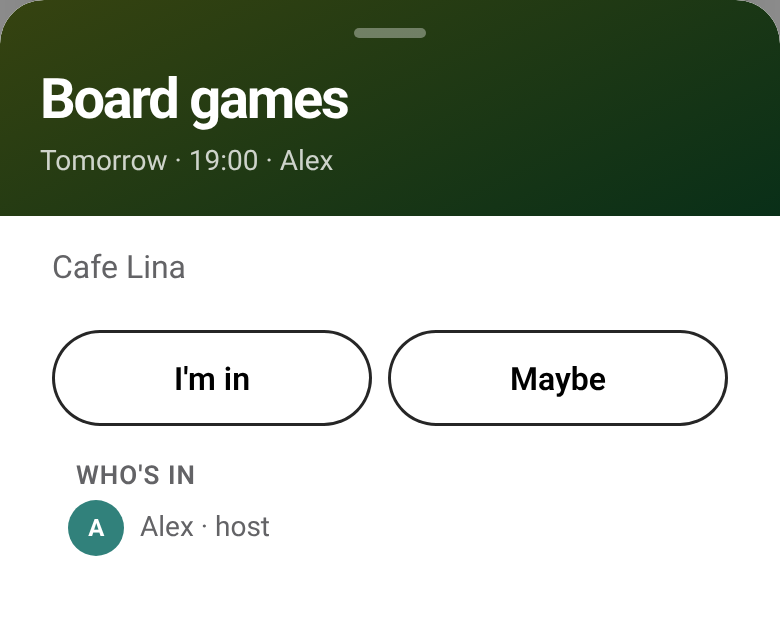 Board games
Tomorrow · 19:00 · Alex
Cafe Lina
I'm in
Maybe
WHO'S IN
A
Alex · host